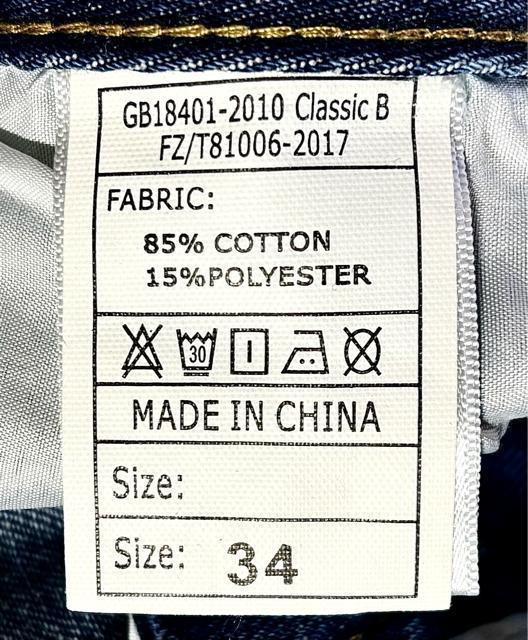 GB18401-2010 Classic B
FZ/T81006-2017
FABRIC:
85% COTTON
15%POLYESTER
30
MADE IN CHINA
Size:
Size: 34